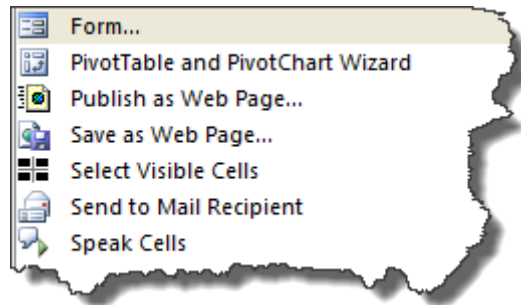 Form...
PivotTable and PivotChart Wizard
Publish as Web Page...
Save as Web Page...
Select Visible Cells
Send to Mail Recipient
Speak Cells